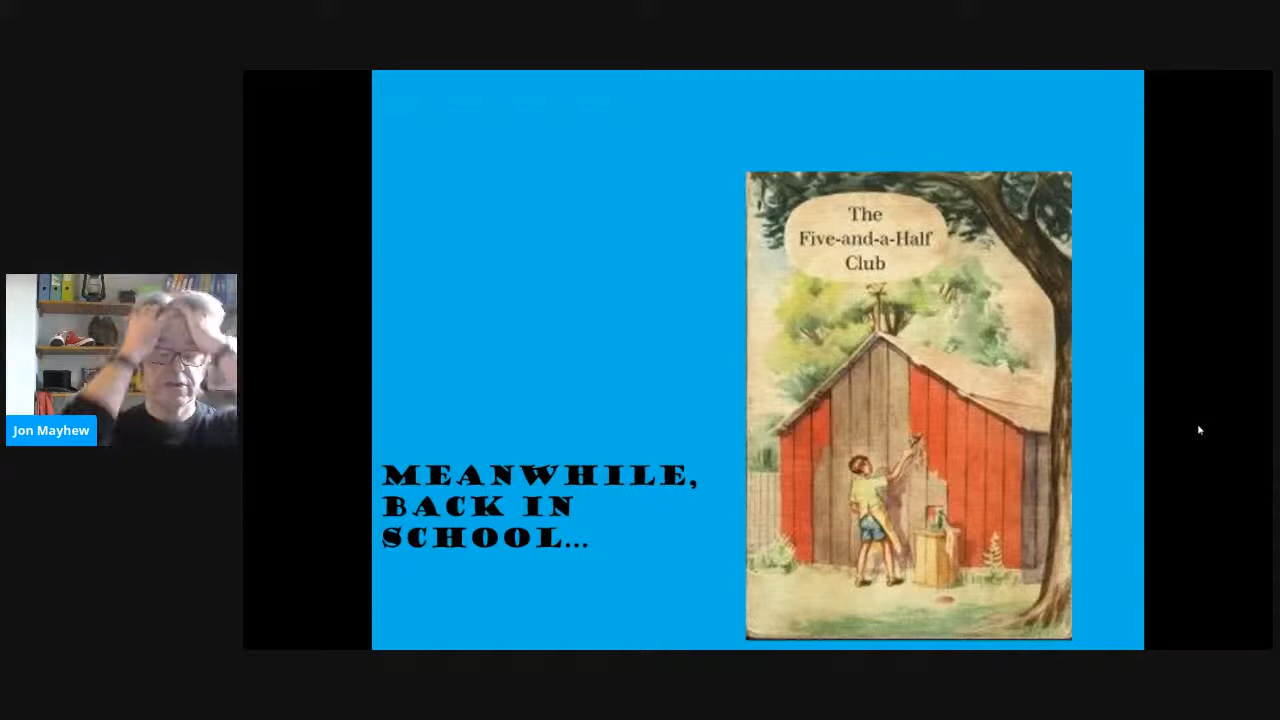 Jon Mayhew
MEANWHILE,
BACK IN
SCHOOL...
The
Five-and-a-Half
Club